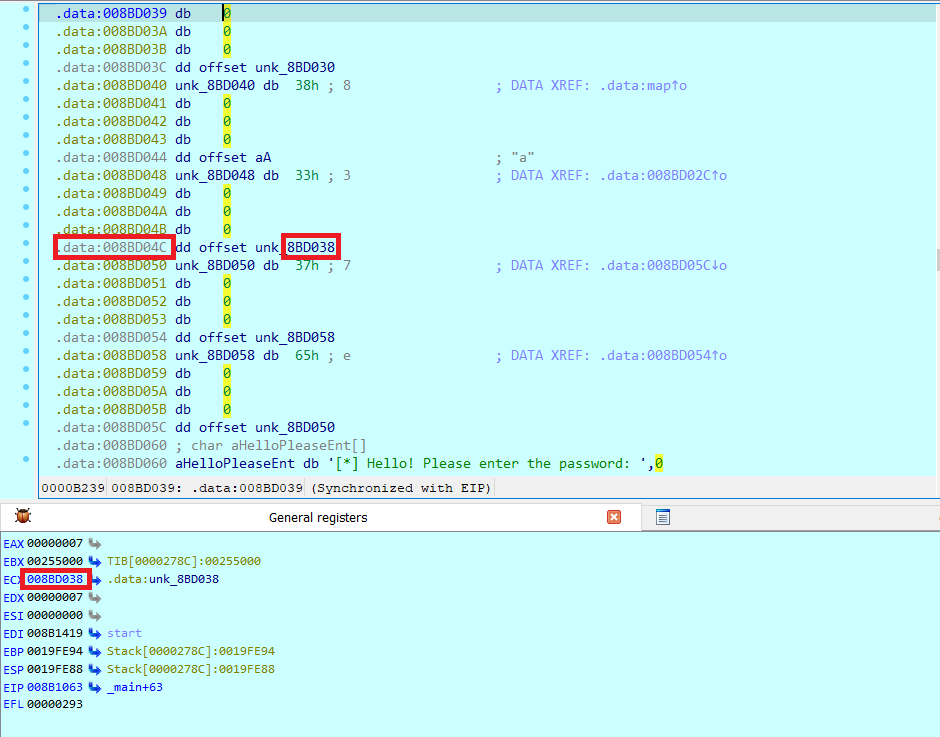 .data:008BD039 db 0
.data:008BD03A db 0
.data:008BD03B db 0
.data:008BD03C dd offset unk_8BD030
.data:008BD040 unk_8BD040 db 38h ; 8 ; DATA XREF: .data:map↑o
.data:008BD041 db 0
.data:008BD042 db 0
.data:008BD043 db 0
.data:008BD044 dd offset aA ; "a"
.data:008BD048 unk_8BD048 db 33h ; 3 ; DATA XREF: .data:008BD02C↑o
.data:008BD049 db 0
.data:008BD04A db 0
.data:008BD04B db 0
.data:008BD04C dd offset unk_8BD038
.data:008BD050 unk_8BD050 db 37h ; 7 ; DATA XREF: .data:008BD05C↓o
.data:008BD051 db 0
.data:008BD052 db 0
.data:008BD053 db 0
.data:008BD054 dd offset unk_8BD058
.data:008BD058 unk_8BD058 db 65h ; e ; DATA XREF: .data:008BD054↑o
.data:008BD059 db 0
.data:008BD05A db 0
.data:008BD05B db 0
.data:008BD05C dd offset unk_8BD050
.data:008BD060 ; char aHelloPleaseEnt[]
.data:008BD060 aHelloPleaseEnt db '[*] Hello! Please enter the password: ',0
0000B239 008BD039: .data:008BD039 (Synchronized with EIP)
General registers
EAX 00000007
EBX 00255000 TIB[0000278C]:00255000
ECX 008BD038 .data:unk_8BD038
EDX 00000007
ESI 00000000
EDI 008B1419 start
EBP 0019FE94 Stack[0000278C]:0019FE94
ESP 0019FE88 Stack[0000278C]:0019FE88
EIP 008B1063 _main+63
EFL 00000293